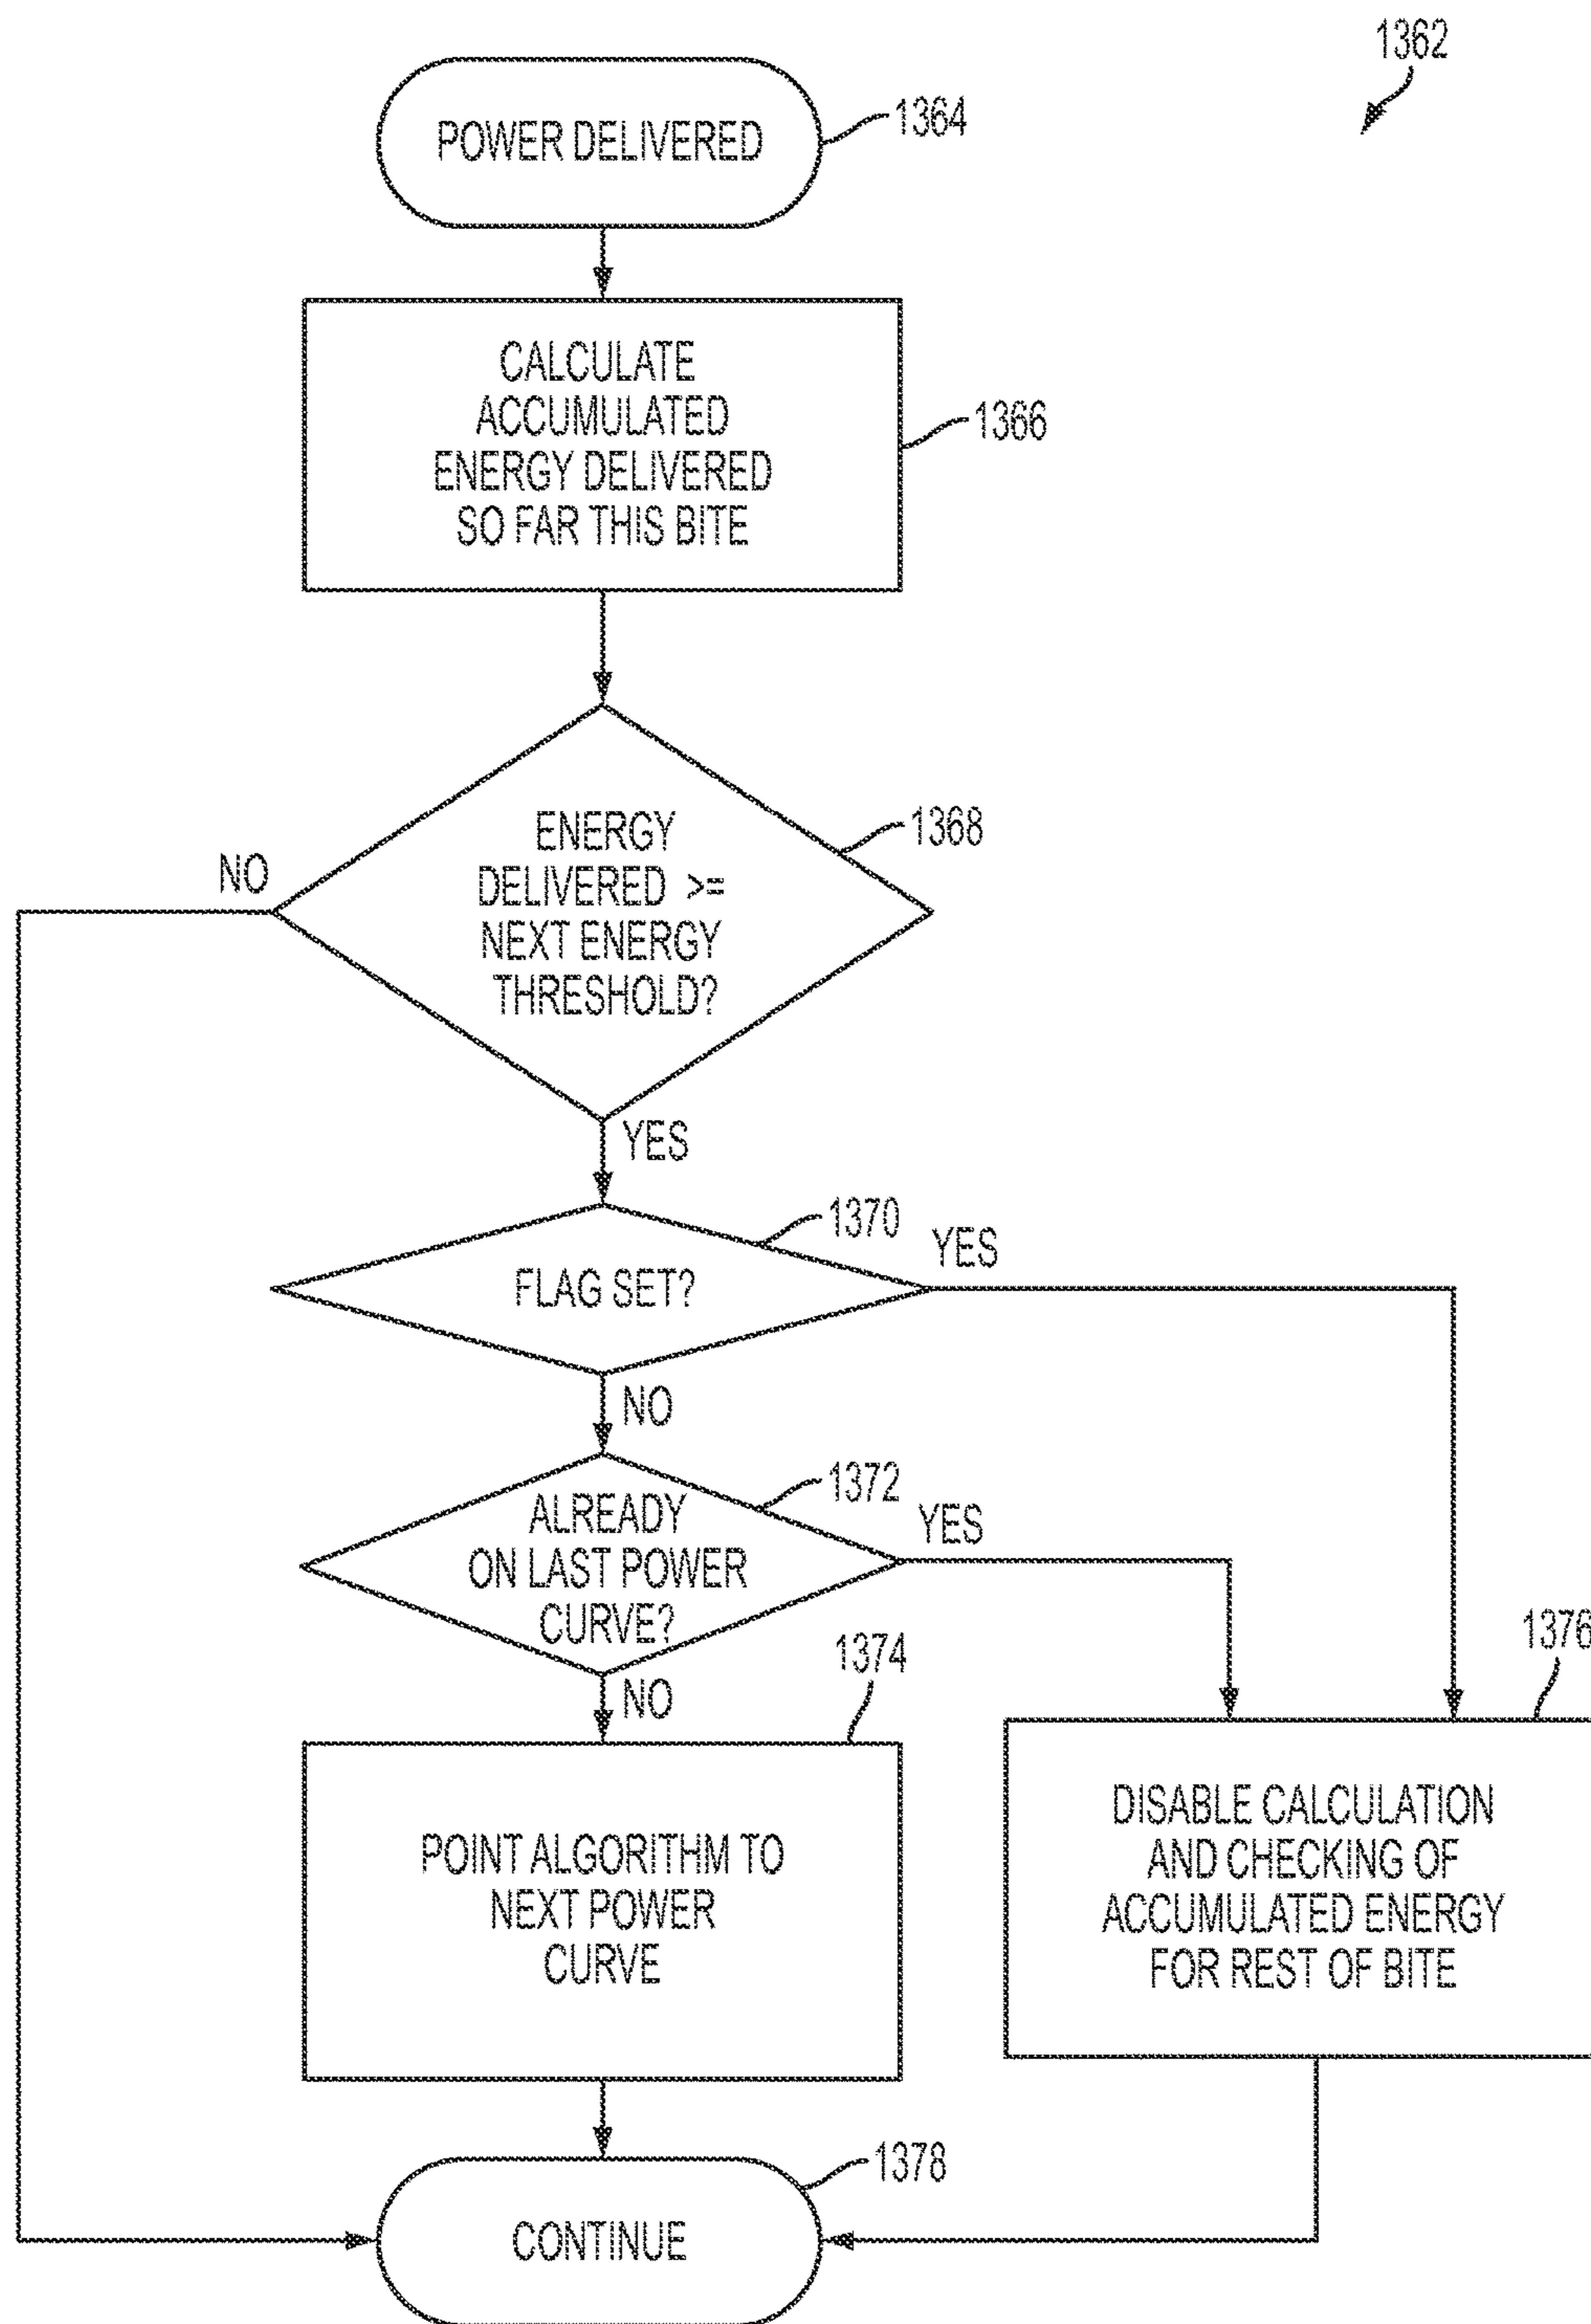 1362
POWER DELIVERED
1364
CALCULATE
ACCUMULATED
ENERGY DELIVERED
SO FAR THIS BITE
1366
ENERGY
DELIVERED >=
NEXT ENERGY
THRESHOLD?
1368
NO
YES
FLAG SET?
1370
YES
NO
ALREADY
ON LAST POWER
CURVE?
1372
YES
NO
1374
POINT ALGORITHM TO
NEXT POWER
CURVE
1376
DISABLE CALCULATION
AND CHECKING OF
ACCUMULATED ENERGY
FOR REST OF BITE
CONTINUE
1378